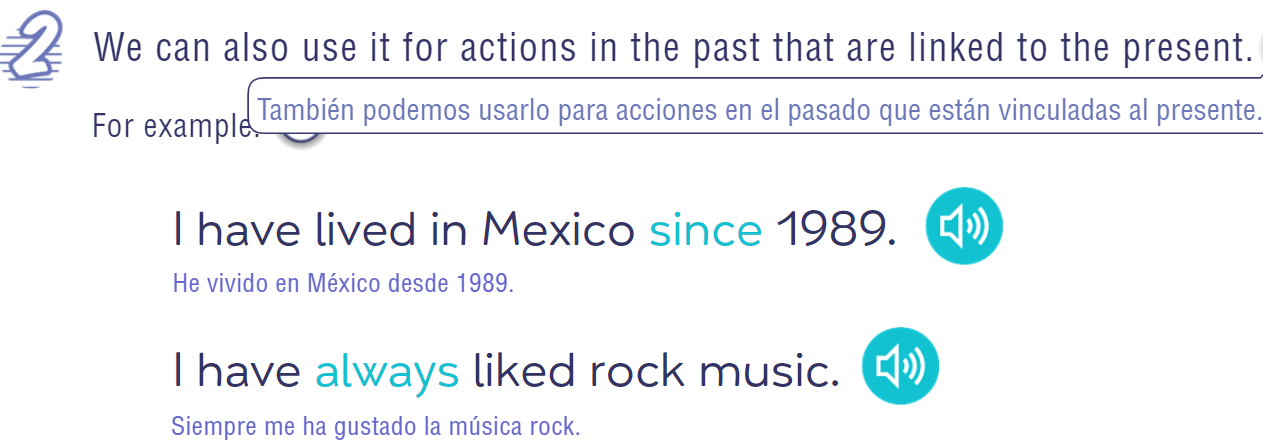 2 We can also use it for actions in the past that are linked to the present.
También podemos usarlo para acciones en el pasado que están vinculadas al presente.
For example:
I have lived in Mexico since 1989.
He vivido en México desde 1989.
I have always liked rock music.
Siempre me ha gustado la música rock.